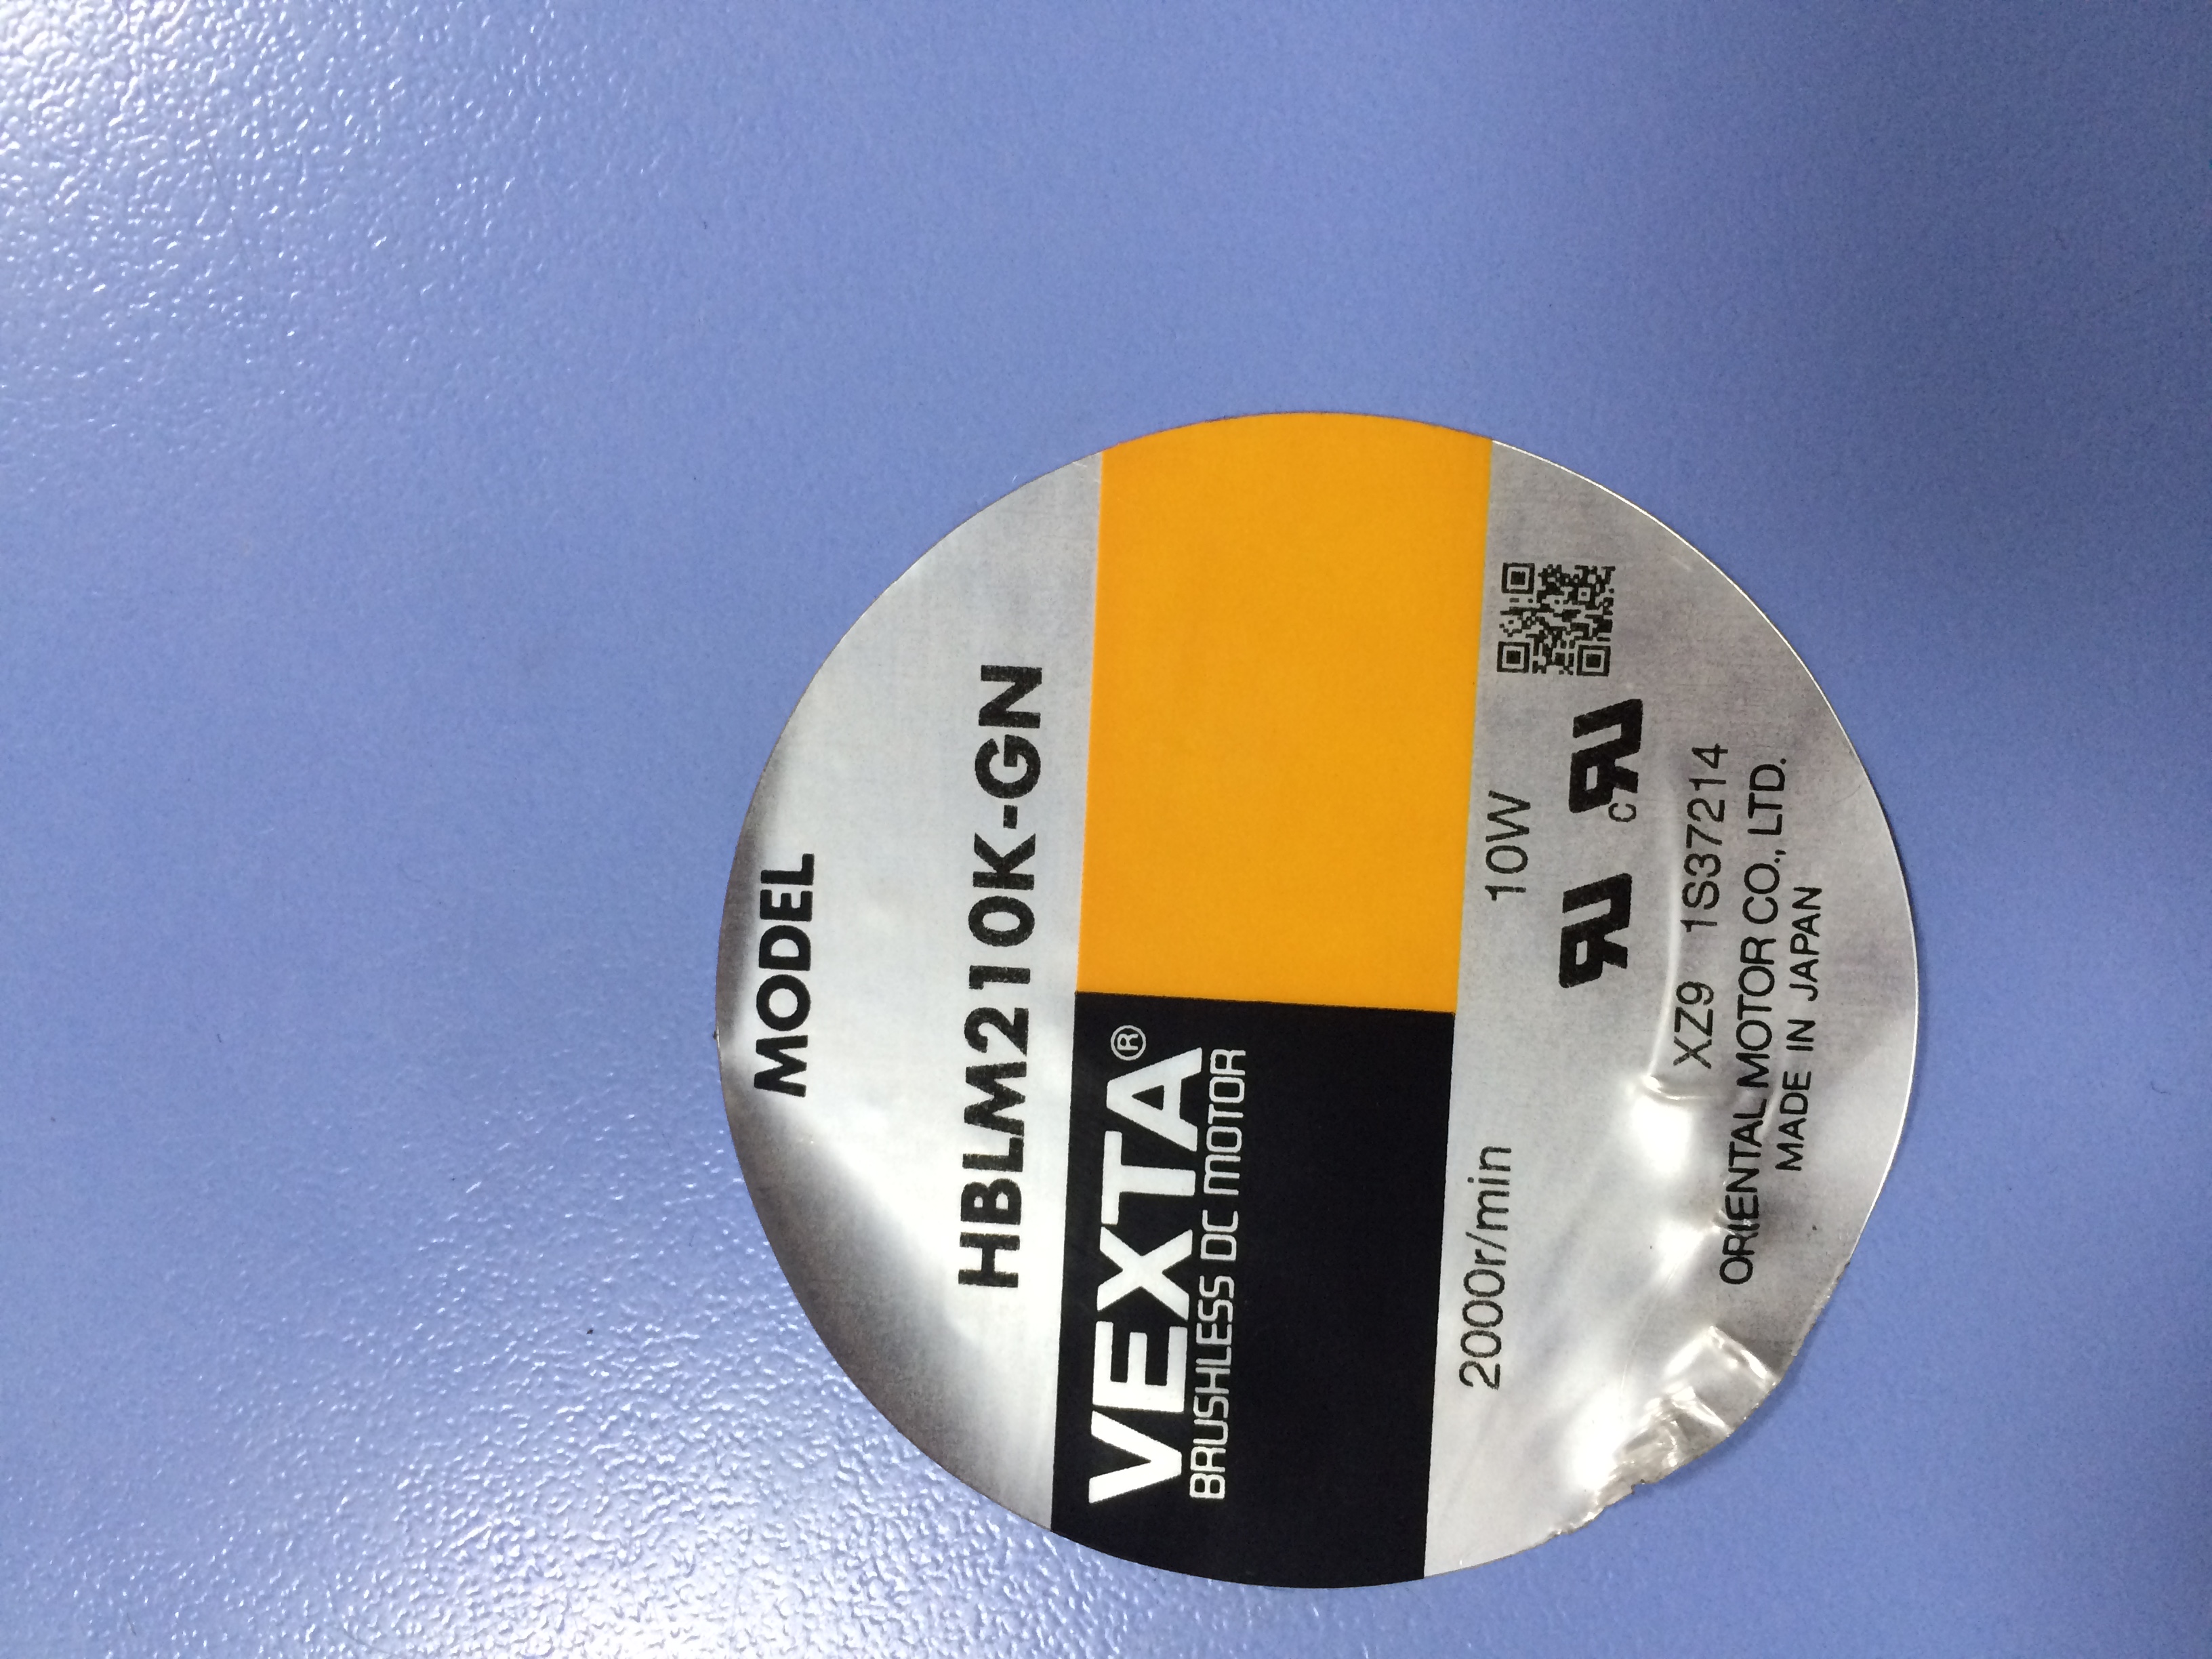 MODEL
HBLM210K-GN
VEXTA®
BRUSHLESS DC MOTOR
2000r/min 10W
c
XZ9 1S37214
ORIENTAL MOTOR CO., LTD.
MADE IN JAPAN